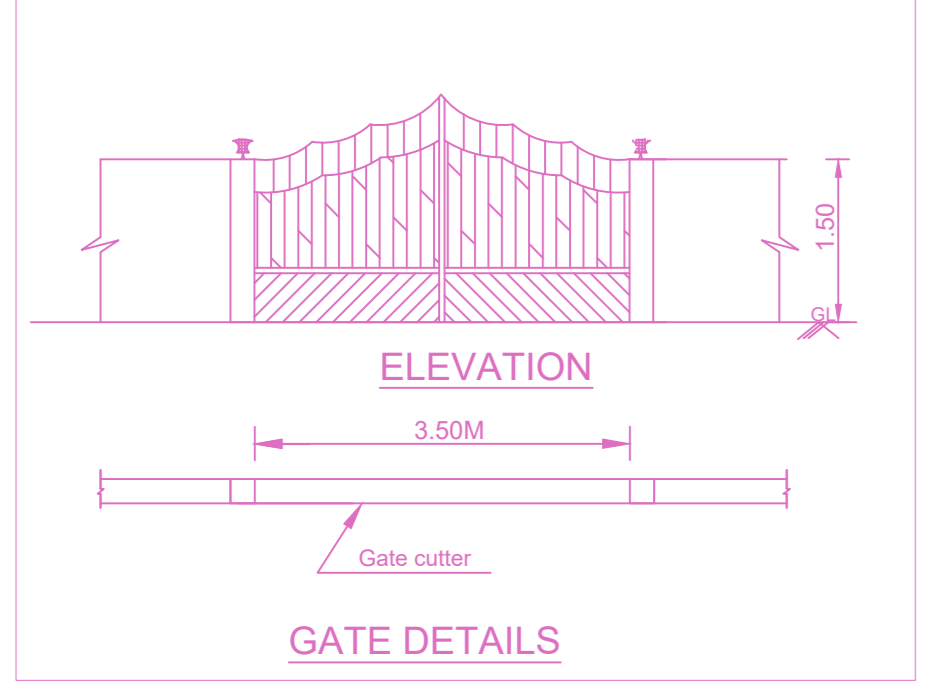 1.50
GL
ELEVATION
3.50M
Gate cutter
GATE DETAILS